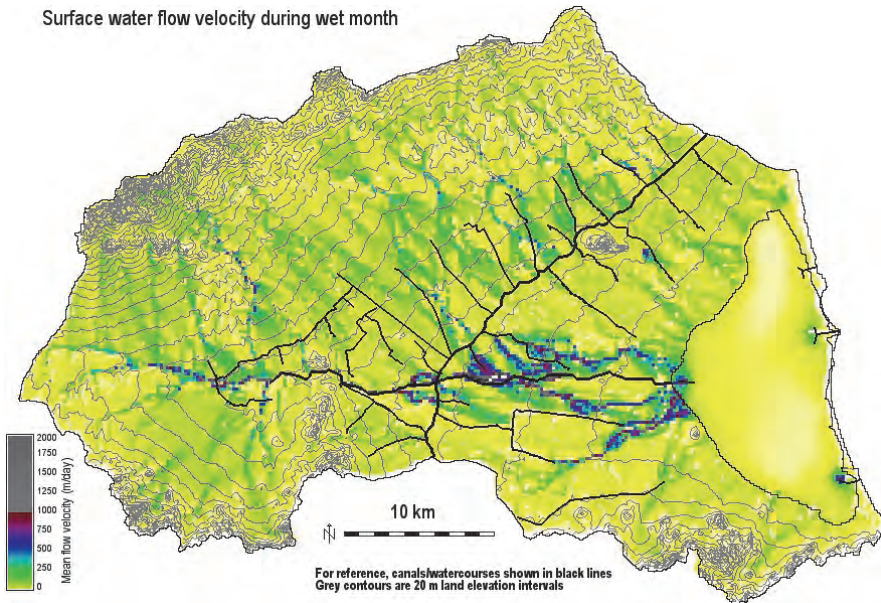 Surface water flow velocity during wet month
2000
1750
1500
1250
1000
750
500
250
0
Mean flow velocity (m/day)
N
10 km
For reference, canals/watercourses shown in black lines
Grey contours are 20 m land elevation intervals